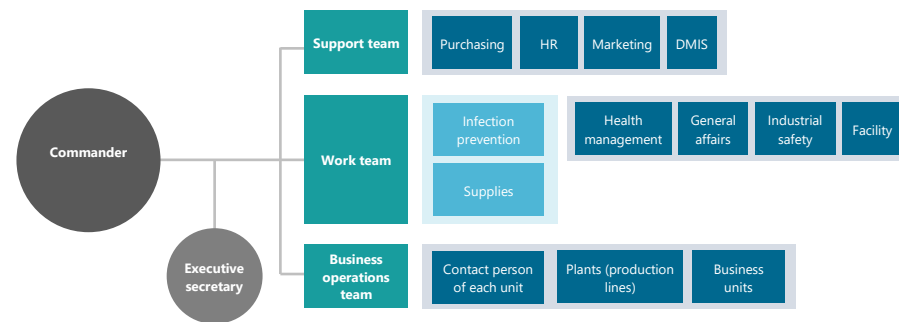 Support team
Purchasing
HR
Marketing
DMIS
Commander
Work team
Infection
prevention
Supplies
Health
management
General
affairs
Industrial
safety
Facility
Executive
secretary
Business
operations
team
Contact person
of each unit
Plants (production
lines)
Business
units